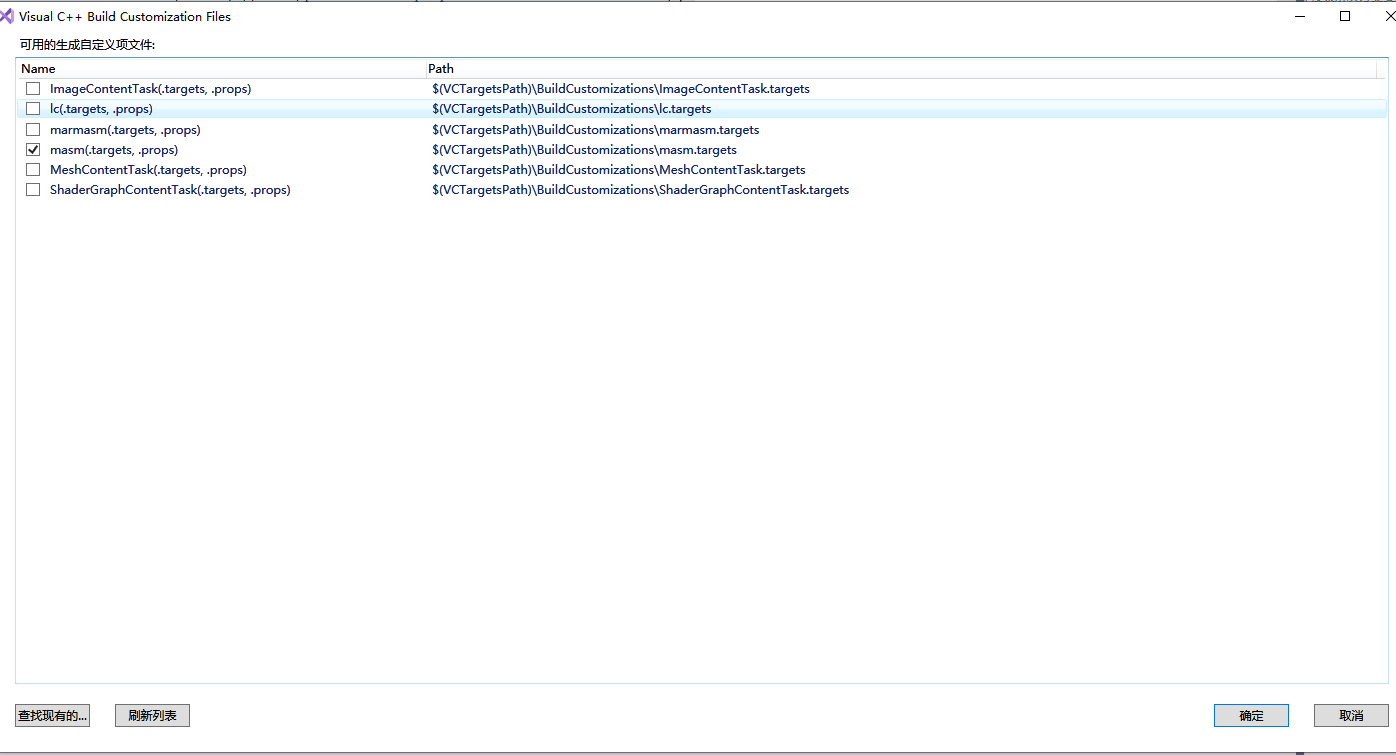 Visual C++ Build Customization Files
可用的生成自定义项文件:
Name Path
ImageContentTask(.targets, .props) $(VCTargetsPath)\BuildCustomizations\ImageContentTask.targets
lc(.targets, .props) $(VCTargetsPath)\BuildCustomizations\lc.targets
marmasm(.targets, .props) $(VCTargetsPath)\BuildCustomizations\marmasm.targets
masm(.targets, .props) $(VCTargetsPath)\BuildCustomizations\masm.targets
MeshContentTask(.targets, .props) $(VCTargetsPath)\BuildCustomizations\MeshContentTask.targets
ShaderGraphContentTask(.targets, .props) $(VCTargetsPath)\BuildCustomizations\ShaderGraphContentTask.targets
查找现有的... 刷新列表 确定 取消